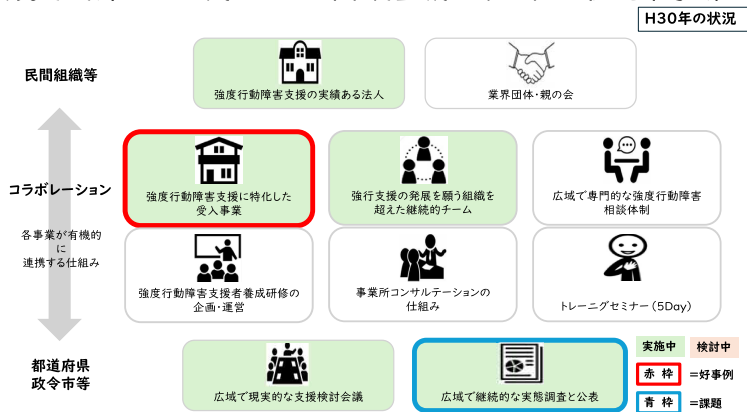 H30年の状況
民間組織等
強度行動障害支援の実績ある法人
業界団体・親の会
コラボレーション
各事業が有機的
に
連携する仕組み
強度行動障害支援に特化した
受入事業
強行支援の発展を願う組織を
超えた継続的チーム
広域で専門的な強度行動障害
相談体制
強度行動障害支援者養成研修の
企画・運営
事業所コンサルテーションの
仕組み
トレーニグセミナー(5Day)
都道府県
政令市等
広域で現実的な支援検討会議
広域で継続的な実態調査と公表
実施中 検討中
赤 枠 =好事例
青 枠 =課題